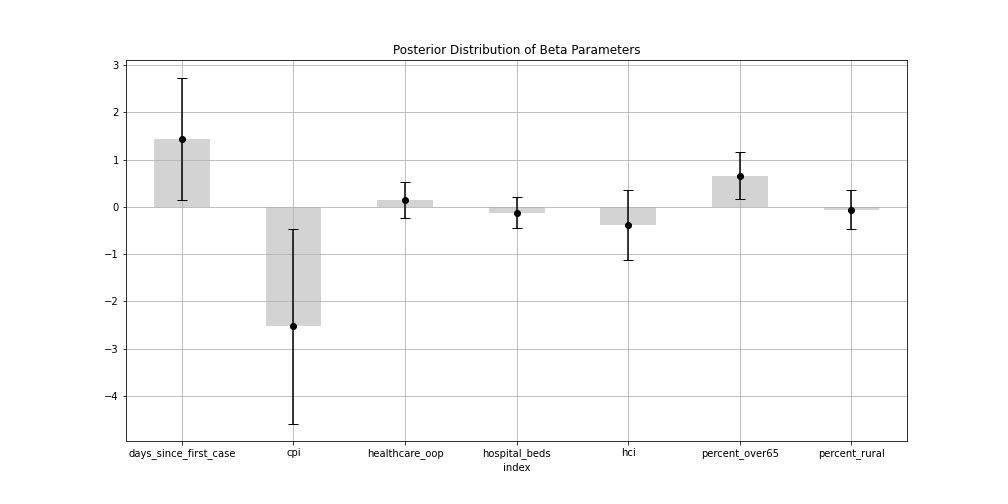 Posterior Distribution of Beta Parameters
3
2
1
0
−1
−2
−3
−4
days_since_first_case cpi healthcare_oop hospital_beds hci percent_over65 percent_rural
index